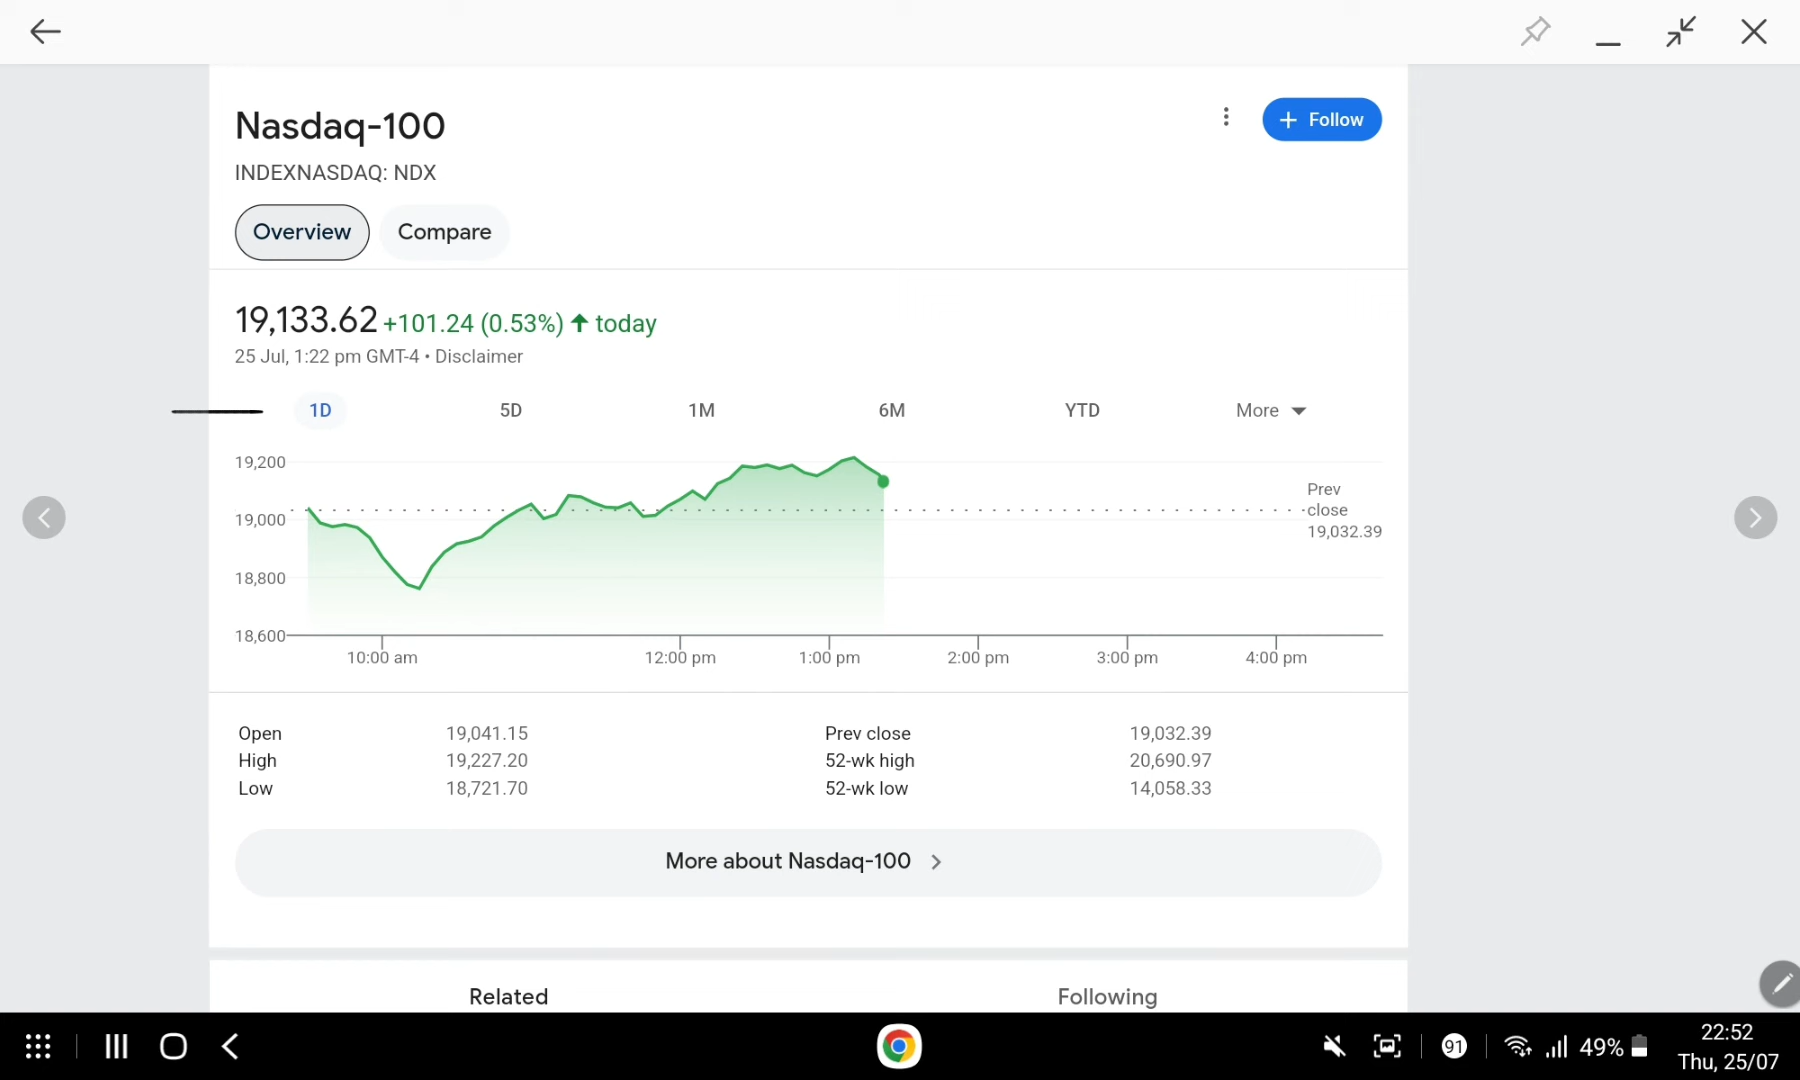 Nasdaq-100
+ Follow
INDEXNASDAQ: NDX
Overview Compare
19,133.62 +101.24 (0.53%) ↑ today
25 Jul, 1:22 pm GMT-4 • Disclaimer
1D 5D 1M 6M YTD More
19,200
19,000
18,800
18,600
Prev
close
19,032.39
10:00 am 12:00 pm 1:00 pm 2:00 pm 3:00 pm 4:00 pm
Open 19,041.15 Prev close 19,032.39
High 19,227.20 52-wk high 20,690.97
Low 18,721.70 52-wk low 14,058.33
More about Nasdaq-100 >
Related Following
91 49% 22:52
Thu, 25/07